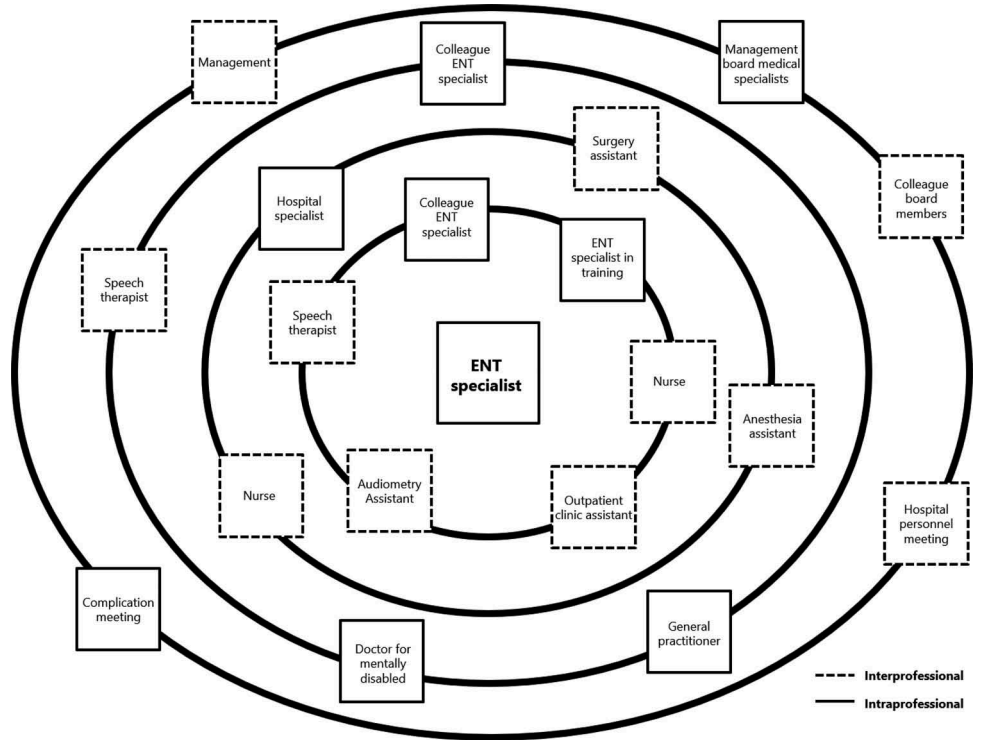 Management
Colleague
ENT
specialist
Management
board medical
specialists
Surgery
assistant
Colleague
board
members
Hospital
specialist
Colleague
ENT
specialist
ENT
specialist in
training
Speech
therapist
Speech
therapist
ENT
specialist
Nurse
Anesthesia
assistant
Nurse
Audiometry
Assistant
Outpatient
clinic assistant
Hospital
personnel
meeting
Complication
meeting
Doctor for
mentally
disabled
General
practitioner
Interprofessional
Intraprofessional